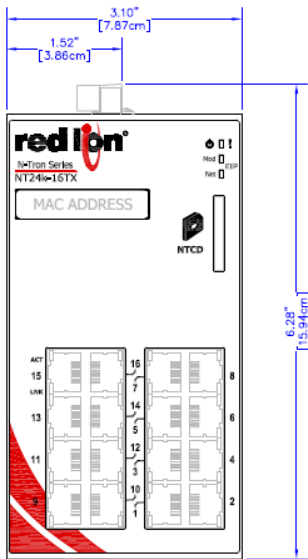 3.10"
[7.87cm]
1.52"
[3.86cm]
red lion®
N-Tron Series
NT24k-16TX
Mod
EIP
Net
MAC ADDRESS
NTCD
6.28"
[15.94cm]
ACT
15
LNK
16
7
8
13
14
5
6
11
12
3
4
9
10
1
2